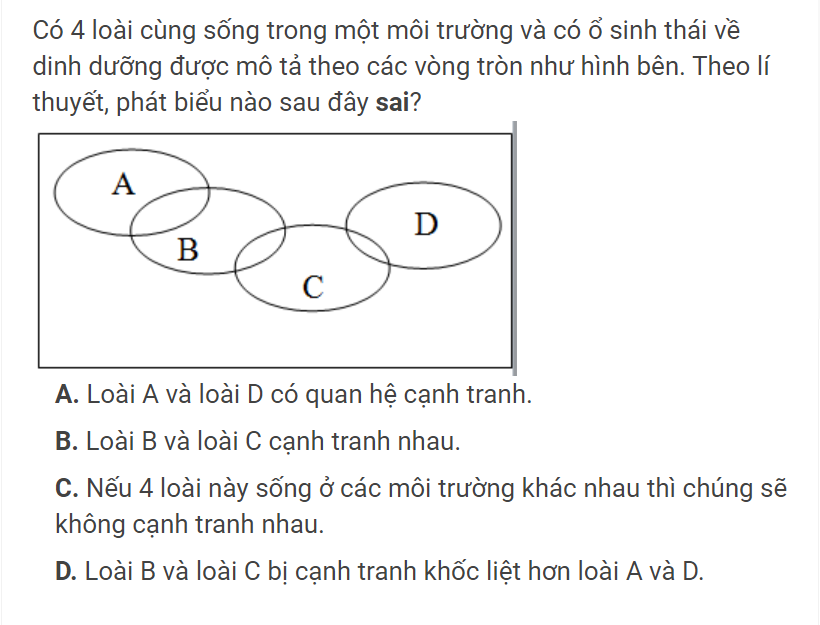 Có 4 loài cùng sống trong một môi trường và có ổ sinh thái về
dinh dưỡng được mô tả theo các vòng tròn như hình bên. Theo lí
thuyết, phát biểu nào sau đây sai?
A
B
C
D
A. Loài A và loài D có quan hệ cạnh tranh.
B. Loài B và loài C cạnh tranh nhau.
C. Nếu 4 loài này sống ở các môi trường khác nhau thì chúng sẽ
không cạnh tranh nhau.
D. Loài B và loài C bị cạnh tranh khốc liệt hơn loài A và D.